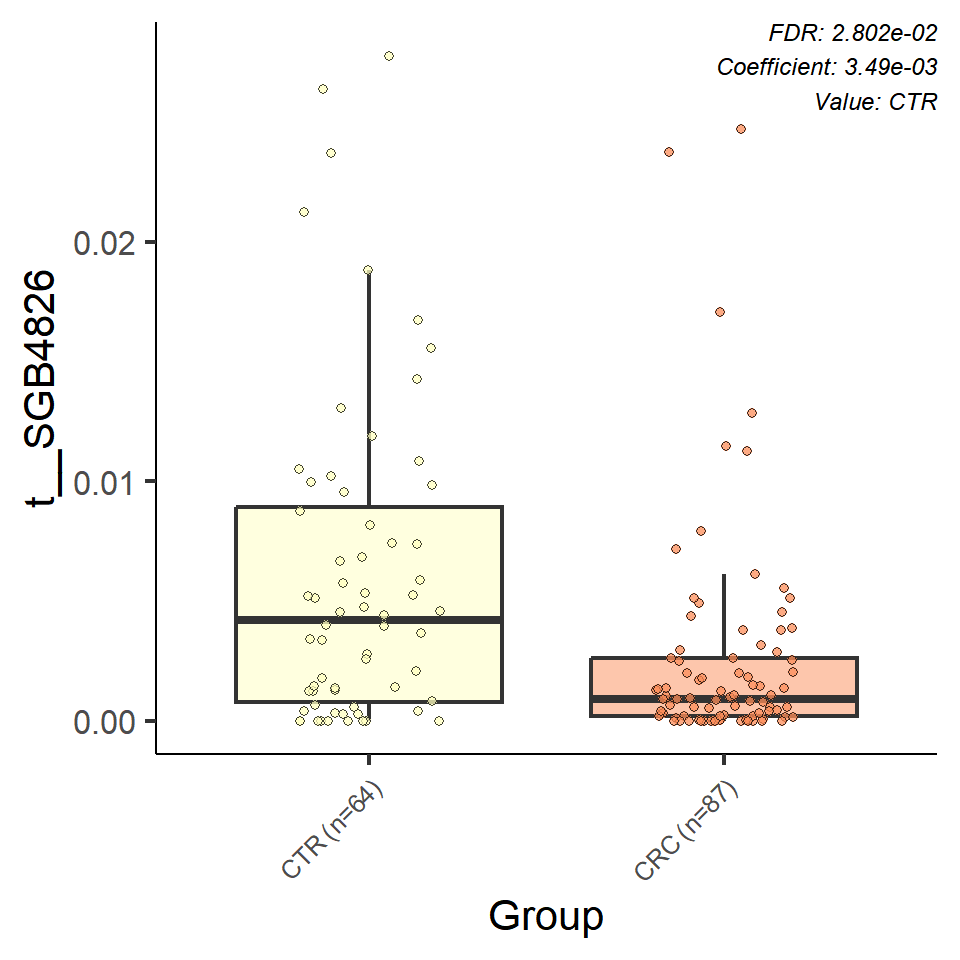 FDR: 2.802e-02
Coefficient: 3.49e-03
Value: CTR
t__SGB4826
0.02
0.01
0.00
CTR (n=64)
CRC (n=87)
Group